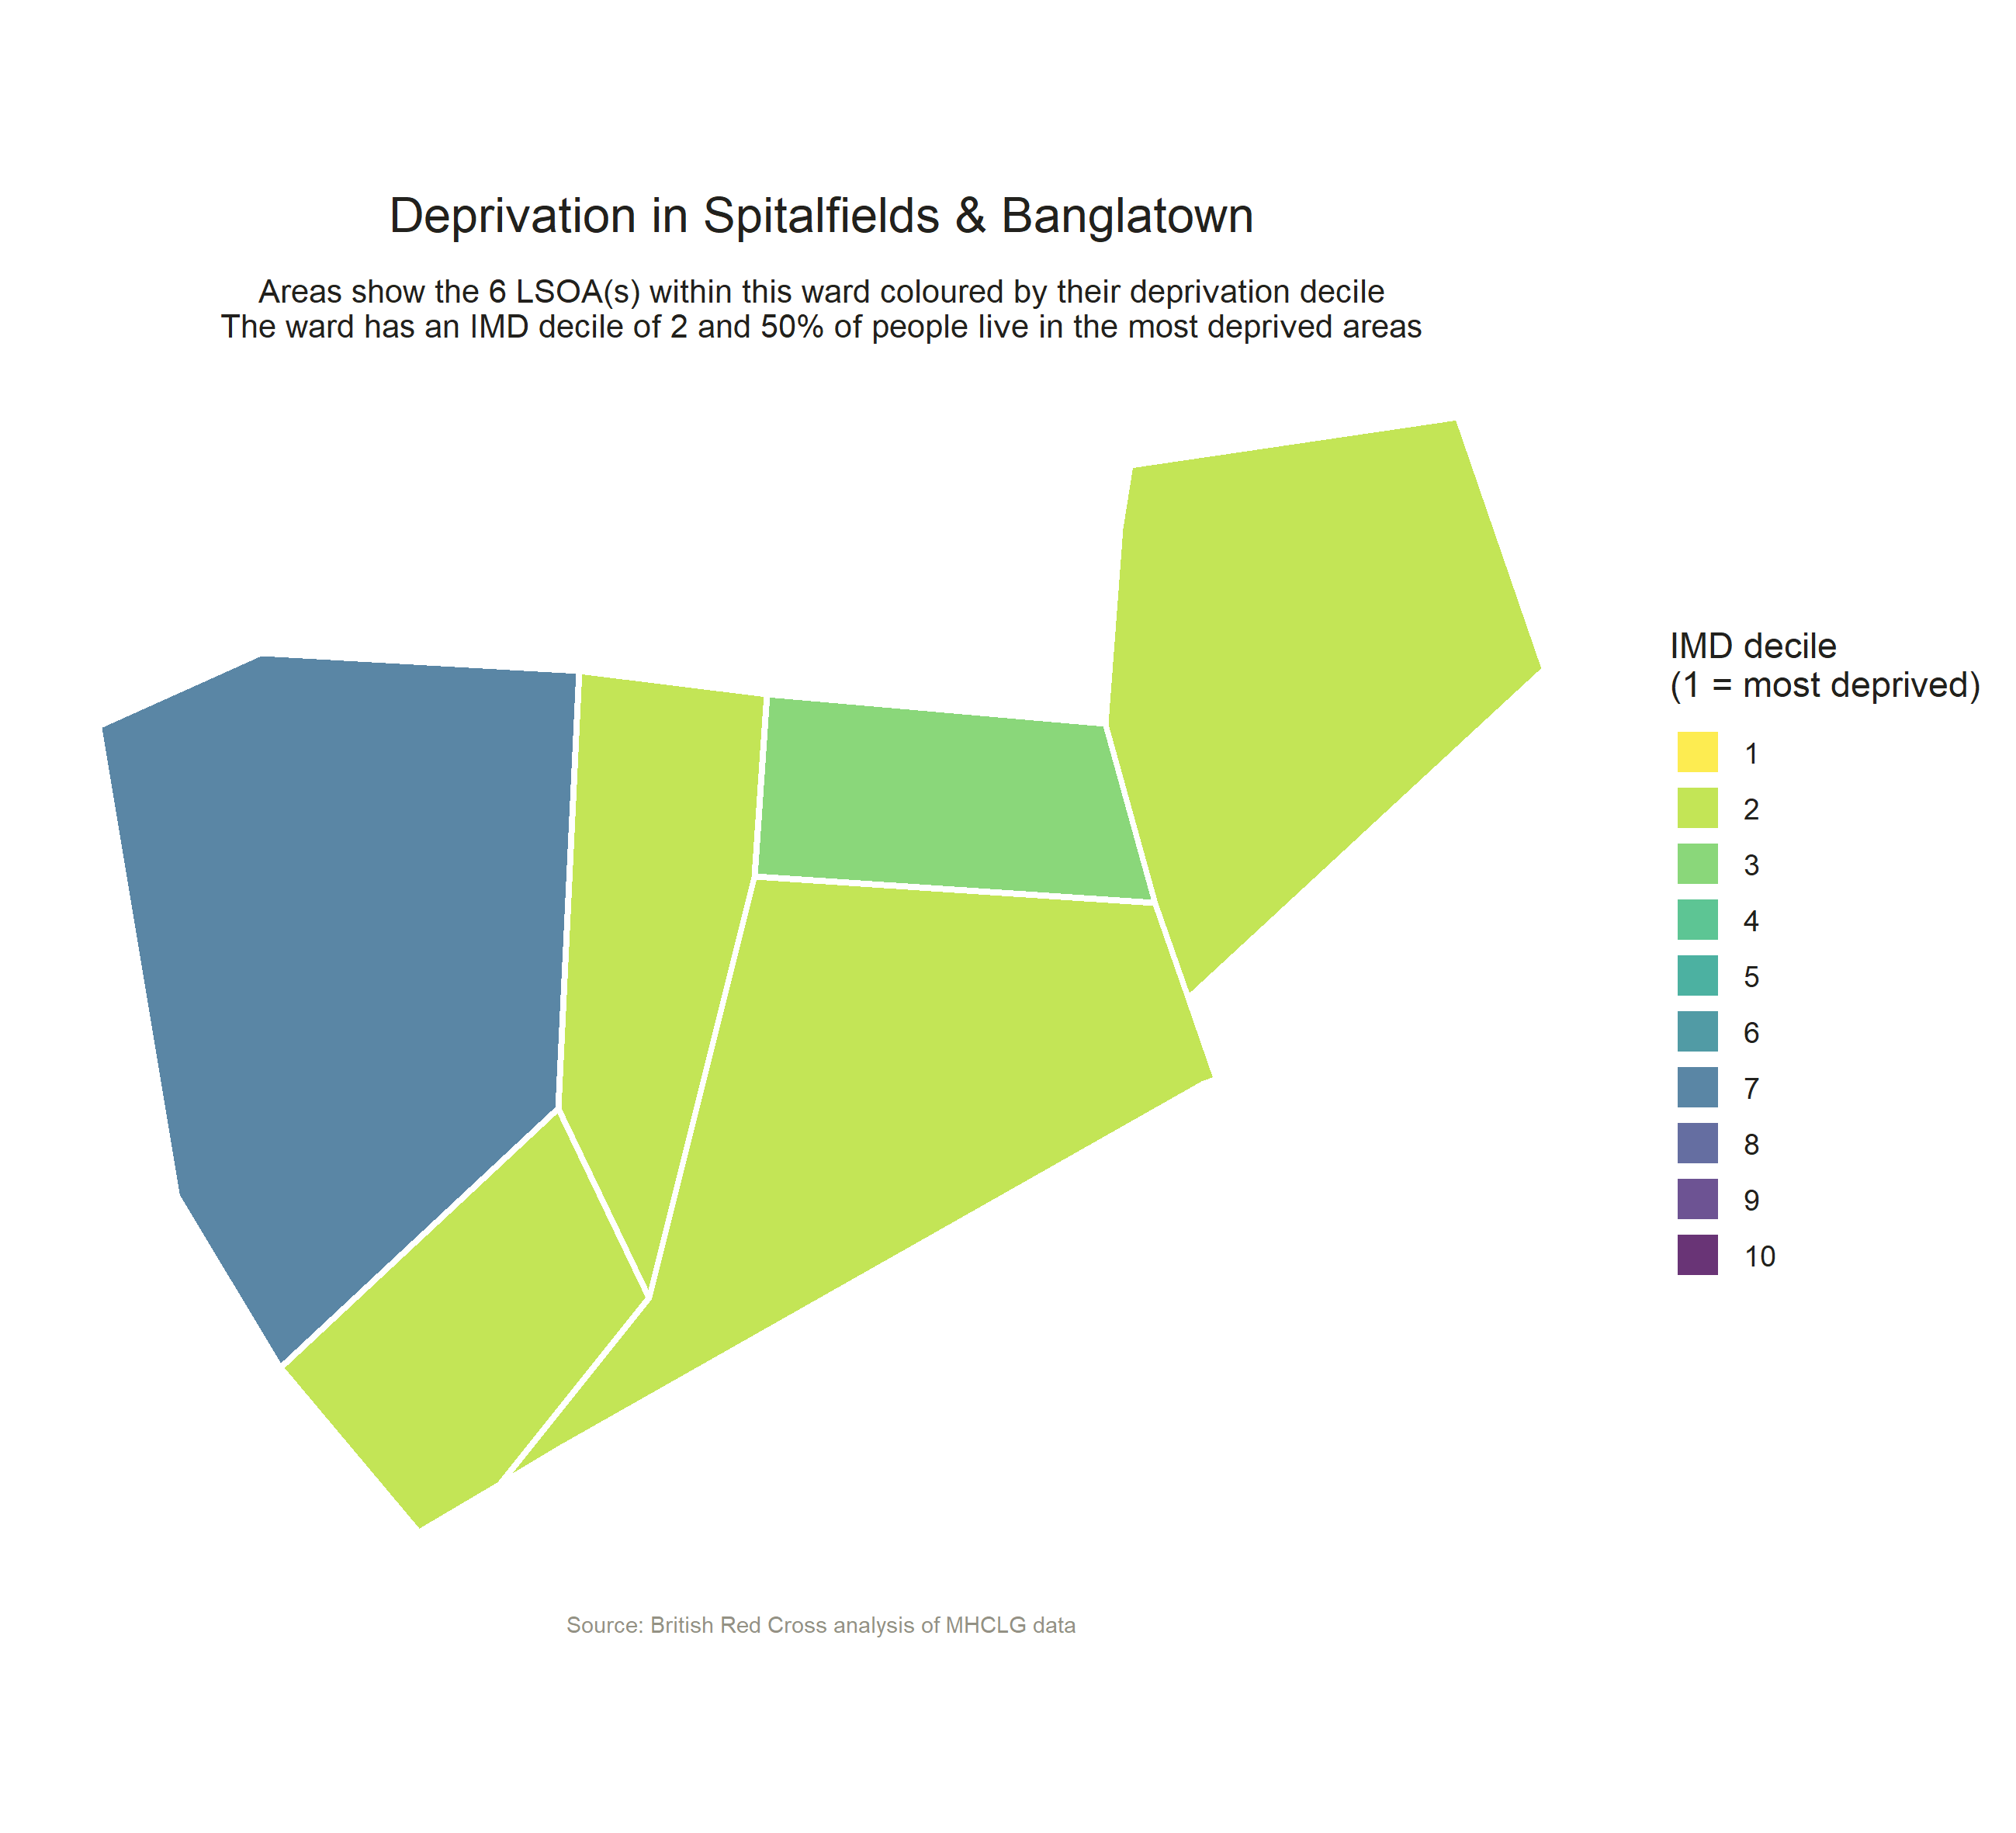 Deprivation in Spitalfields & Banglatown
Areas show the 6 LSOA(s) within this ward coloured by their deprivation decile
The ward has an IMD decile of 2 and 50% of people live in the most deprived areas
IMD decile
(1 = most deprived)
1
2
3
4
5
6
7
8
9
10
Source: British Red Cross analysis of MHCLG data